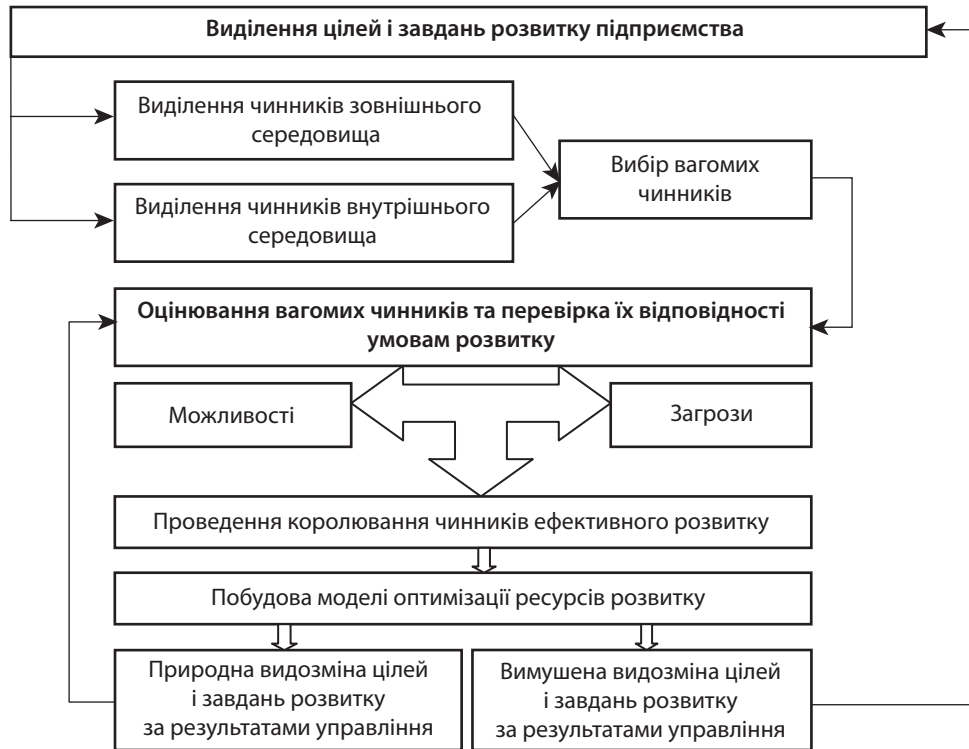 Виділення цілей і завдань розвитку підприємства
Виділення чинників зовнішнього
середовища
Виділення чинників внутрішнього
середовища
Вибір вагомих
чинників
Оцінювання вагомих чинників та перевірка їх відповідності
умовам розвитку
Можливості
Загрози
Проведення королювання чинників ефективного розвитку
Побудова моделі оптимізації ресурсів розвитку
Природна видозміна цілей
і завдань розвитку
за результатами управління
Вимушена видозміна цілей
і завдань розвитку
за результатами управління